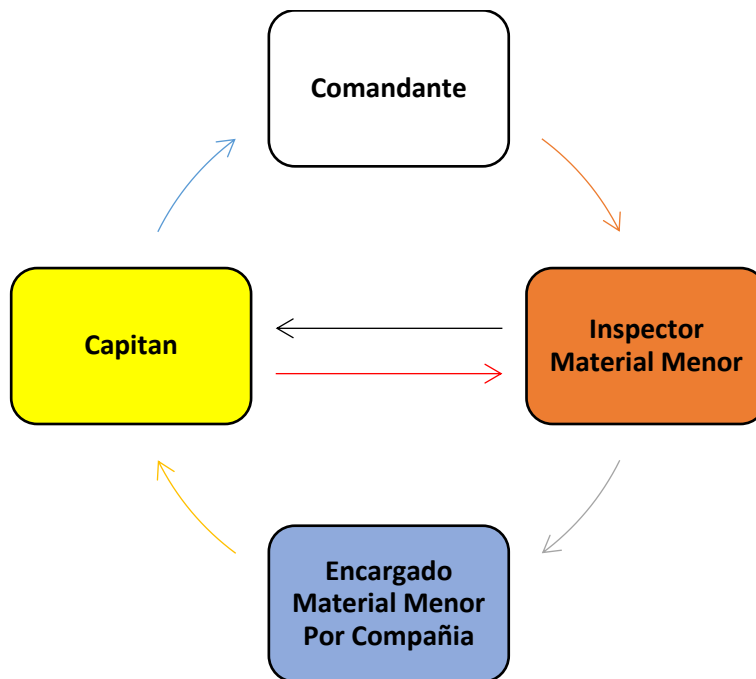 Comandante
Capitan
Inspector
Material Menor
Encargado
Material Menor
Por Compañia